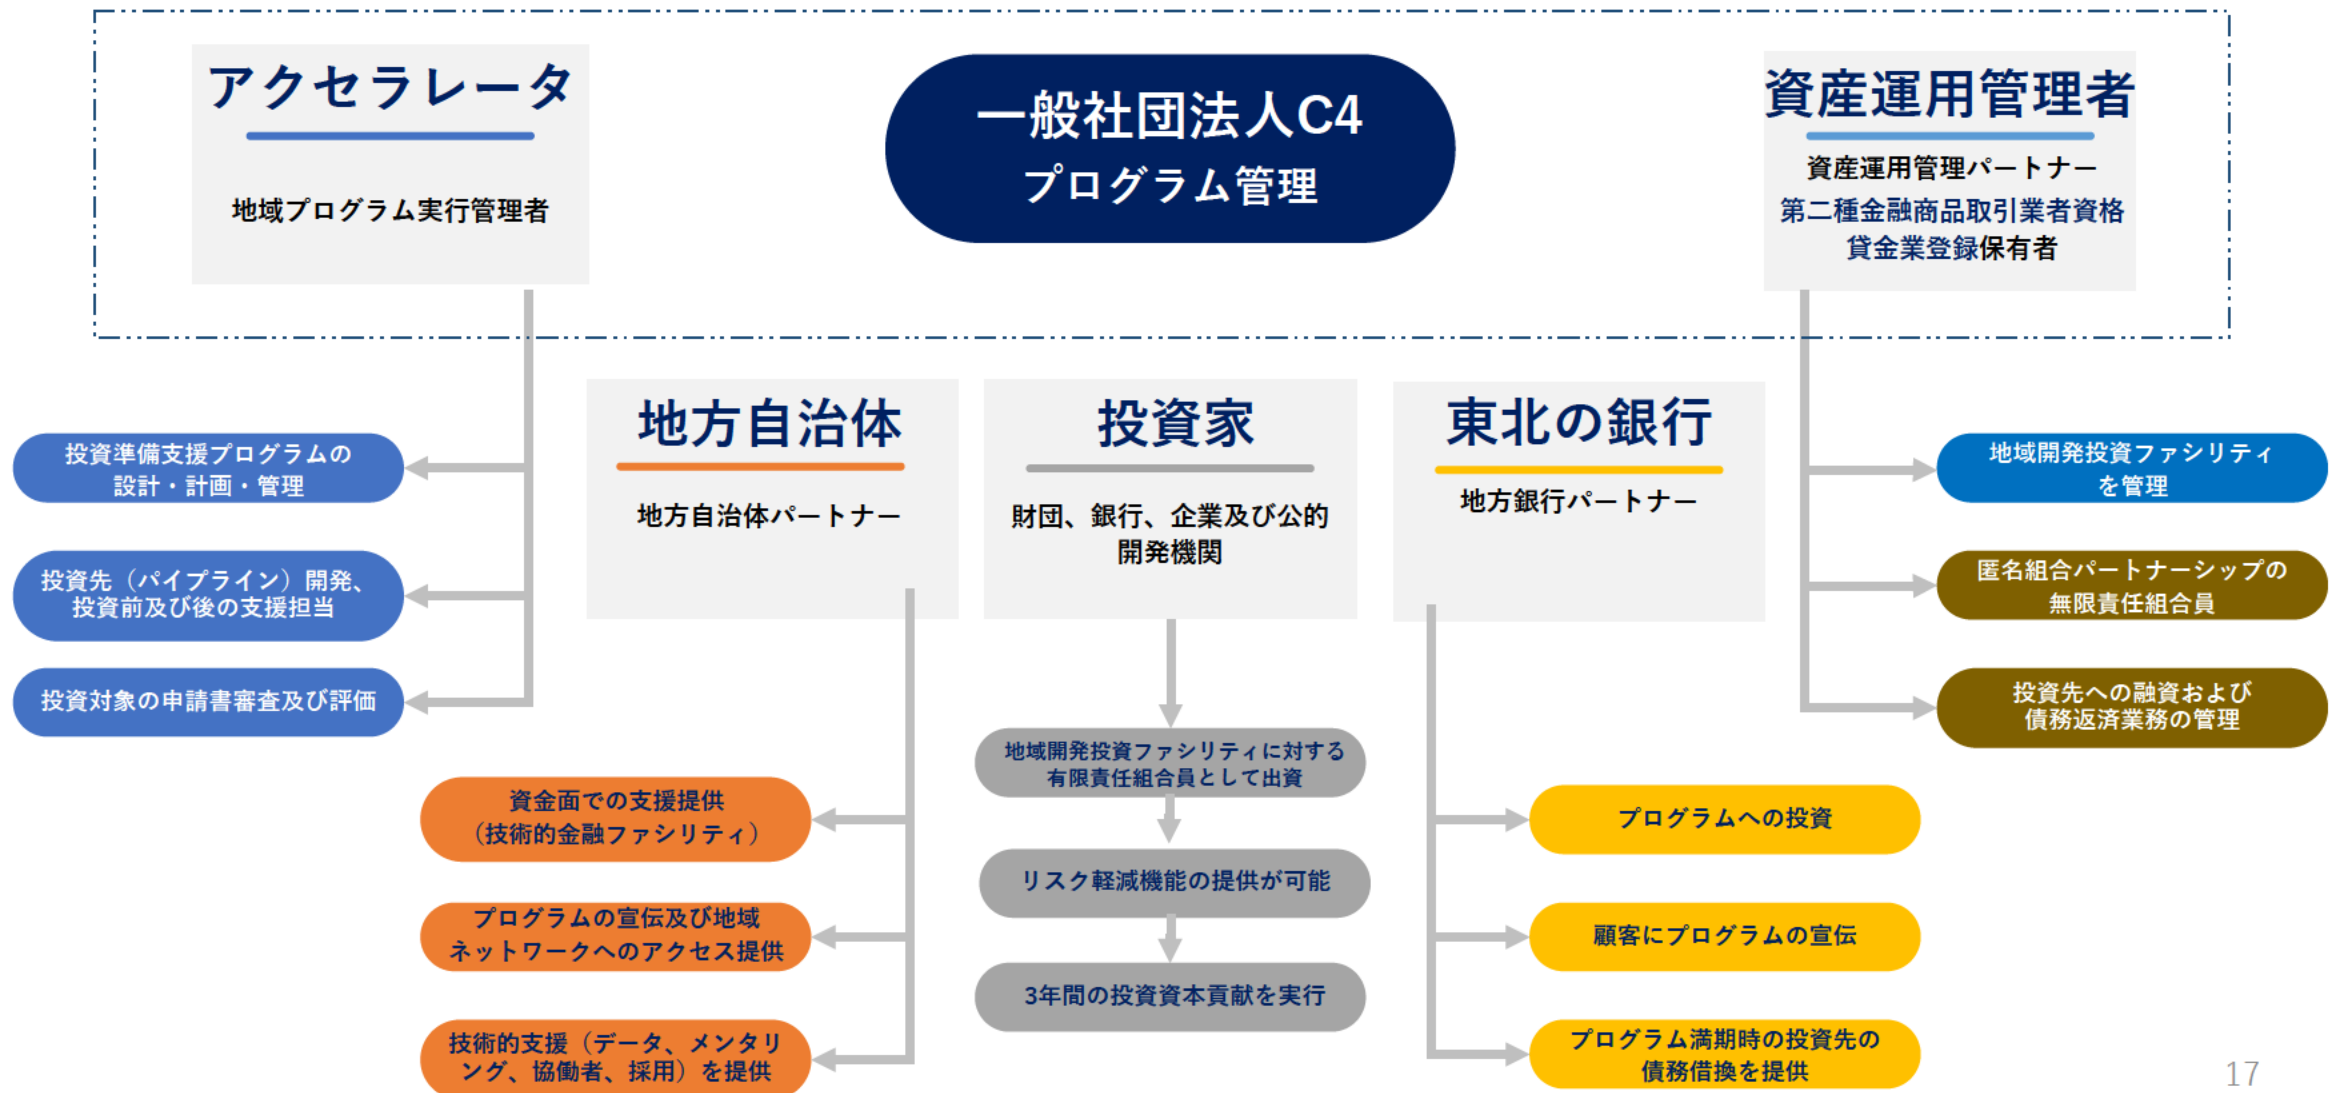 アクセラレータ
地域プログラム実行管理者
一般社団法人C4
プログラム管理
資産運用管理者
資産運用管理パートナー
第二種金融商品取引業者資格
貸金業登録保有者
投資準備支援プログラムの
設計・計画・管理
投資先（パイプライン）開発、
投資前及び後の支援担当
投資対象の申請書審査及び評価
地方自治体
地方自治体パートナー
資金面での支援提供
（技術的金融ファシリティ）
プログラムの宣伝及び地域
ネットワークへのアクセス提供
技術的支援（データ、メンタリ
ング、協働者、採用）を提供
投資家
財団、銀行、企業及び公的
開発機関
地域開発投資ファシリティに対する
有限責任組合員として出資
リスク軽減機能の提供が可能
3年間の投資資本貢献を実行
東北の銀行
地方銀行パートナー
プログラムへの投資
顧客にプログラムの宣伝
プログラム満期時の投資先の
債務借換を提供
地域開発投資ファシリティ
を管理
匿名組合パートナーシップの
無限責任組合員
投資先への融資および
債務返済業務の管理
17